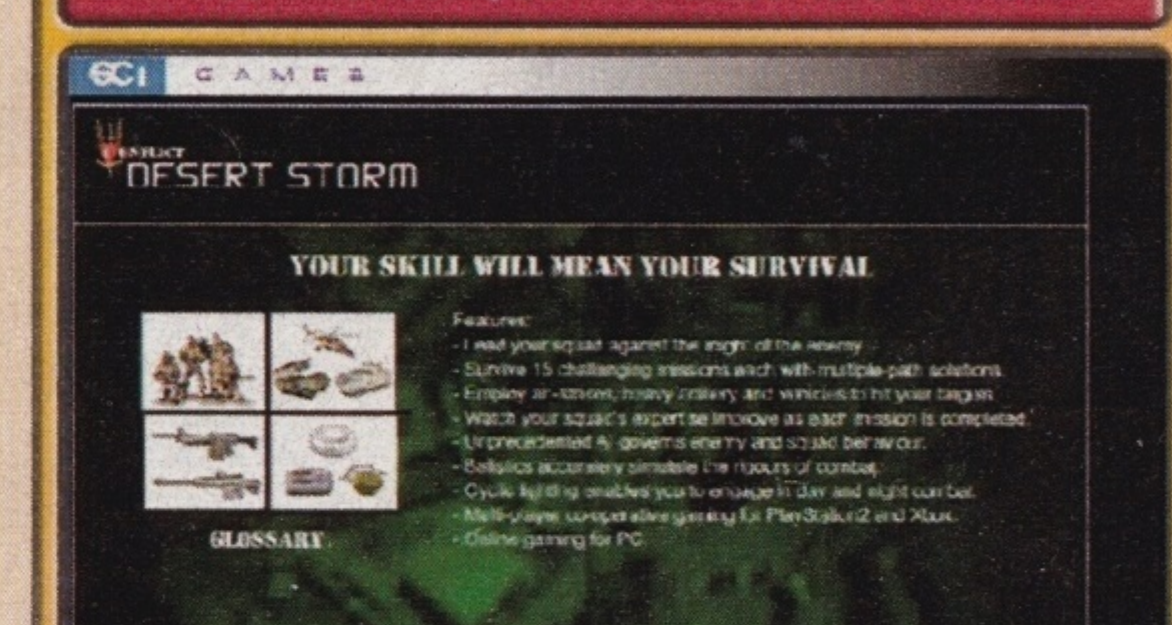 SCi GAMES
CONFLICT
DESERT STORM
YOUR SKILL WILL MEAN YOUR SURVIVAL
Features:
- Lead your squad against the might of the enemy
- Survive 15 challenging missions each with multiple-path solutions.
- Employ air-strikes, heavy artillery and vehicles to hit your targets
- Watch your squad's expertise improve as each mission is completed.
- Unprecedented AI governs enemy and squad behaviour.
- Ballistics accurately simulate the rigours of combat.
- Cyclic lighting enables you to engage in day and night combat.
- Multi-player co-operative gaming for PlayStation2 and Xbox.
- Online gaming for PC
GLOSSARY